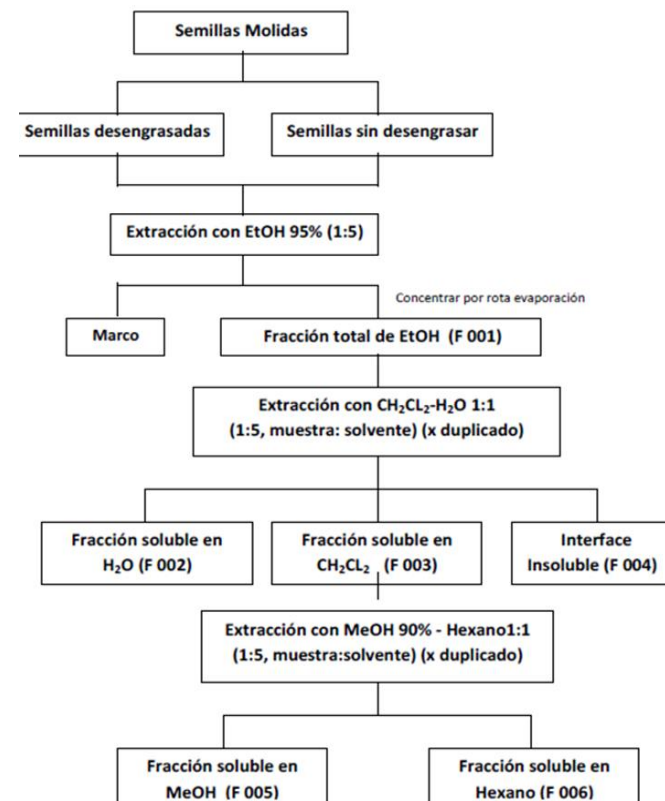 Semillas Molidas
Semillas desengrasadas
Semillas sin desengrasar
Extracción con EtOH 95% (1:5)
Concentrar por rota evaporación
Marco
Fracción total de EtOH (F 001)
Extracción con CH₂CL₂-H₂O 1:1
(1:5, muestra: solvente) (x duplicado)
Fracción soluble en
H₂O (F 002)
Fracción soluble en
CH₂CL₂ (F 003)
Interface
Insoluble (F 004)
Extracción con MeOH 90% - Hexano1:1
(1:5, muestra:solvente) (x duplicado)
Fracción soluble en
MeOH (F 005)
Fracción soluble en
Hexano (F 006)